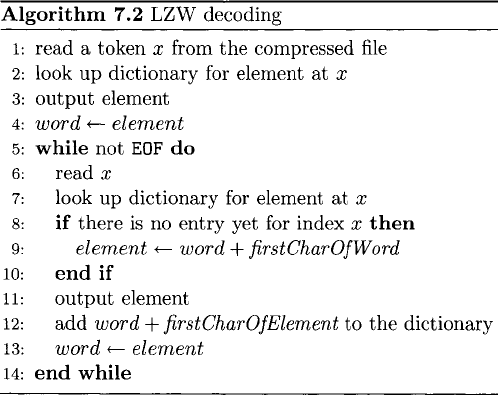 Algorithm 7.2 LZW decoding
1: read a token x from the compressed file
2: look up dictionary for element at x
3: output element
4: word ← element
5: while not EOF do
6: read x
7: look up dictionary for element at x
8: if there is no entry yet for index x then
9: element ← word + firstCharOfWord
10: end if
11: output element
12: add word + firstCharOfElement to the dictionary
13: word ← element
14: end while